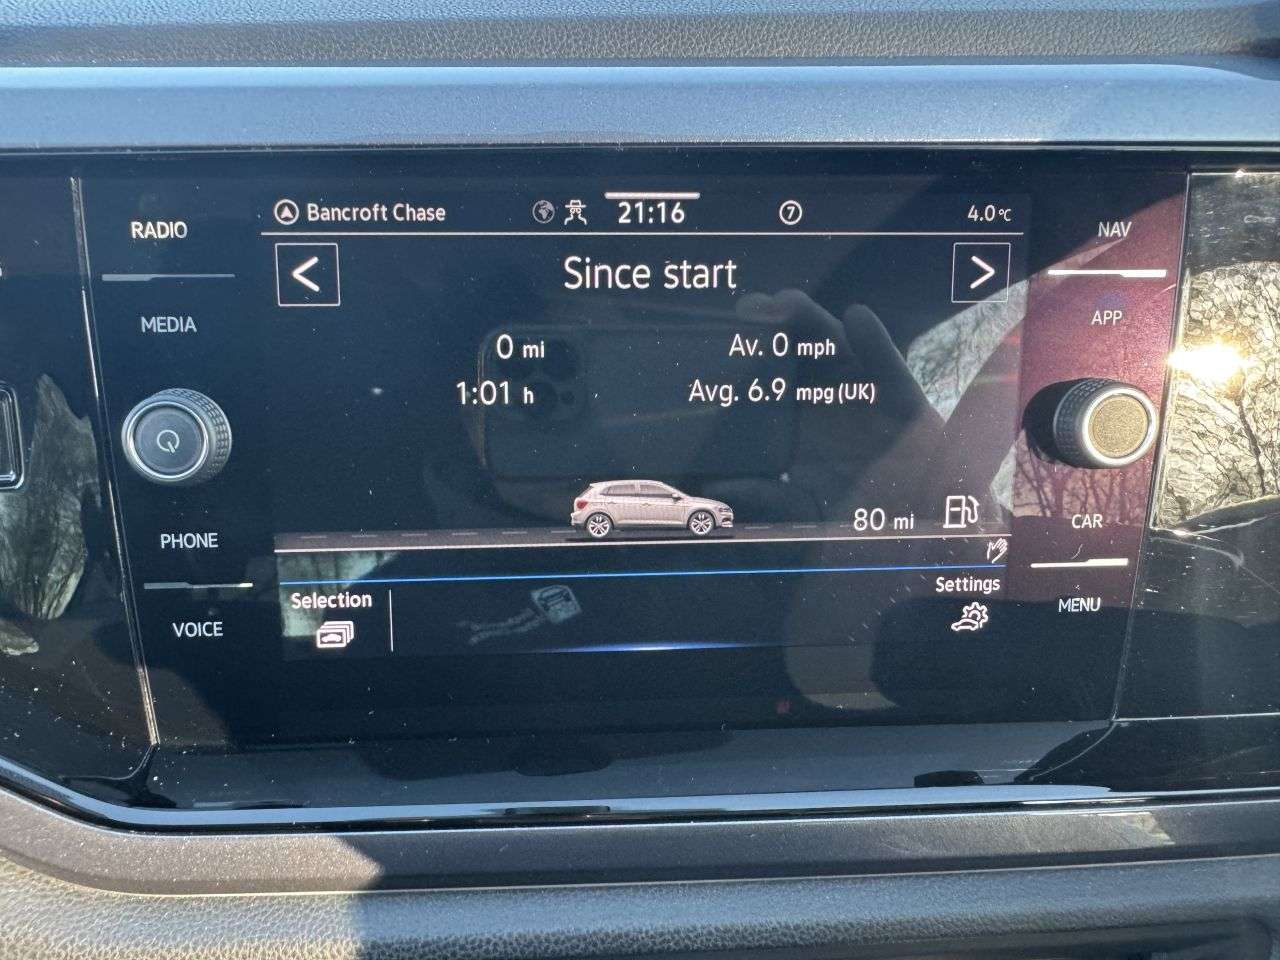 RADIO
MEDIA
PHONE
VOICE
Bancroft Chase
21:16
7
4.0°C
Since start
0 mi
Av. 0 mph
1:01 h
Avg. 6.9 mpg (UK)
80 mi
Selection
Settings
NAV
APP
CAR
MENU